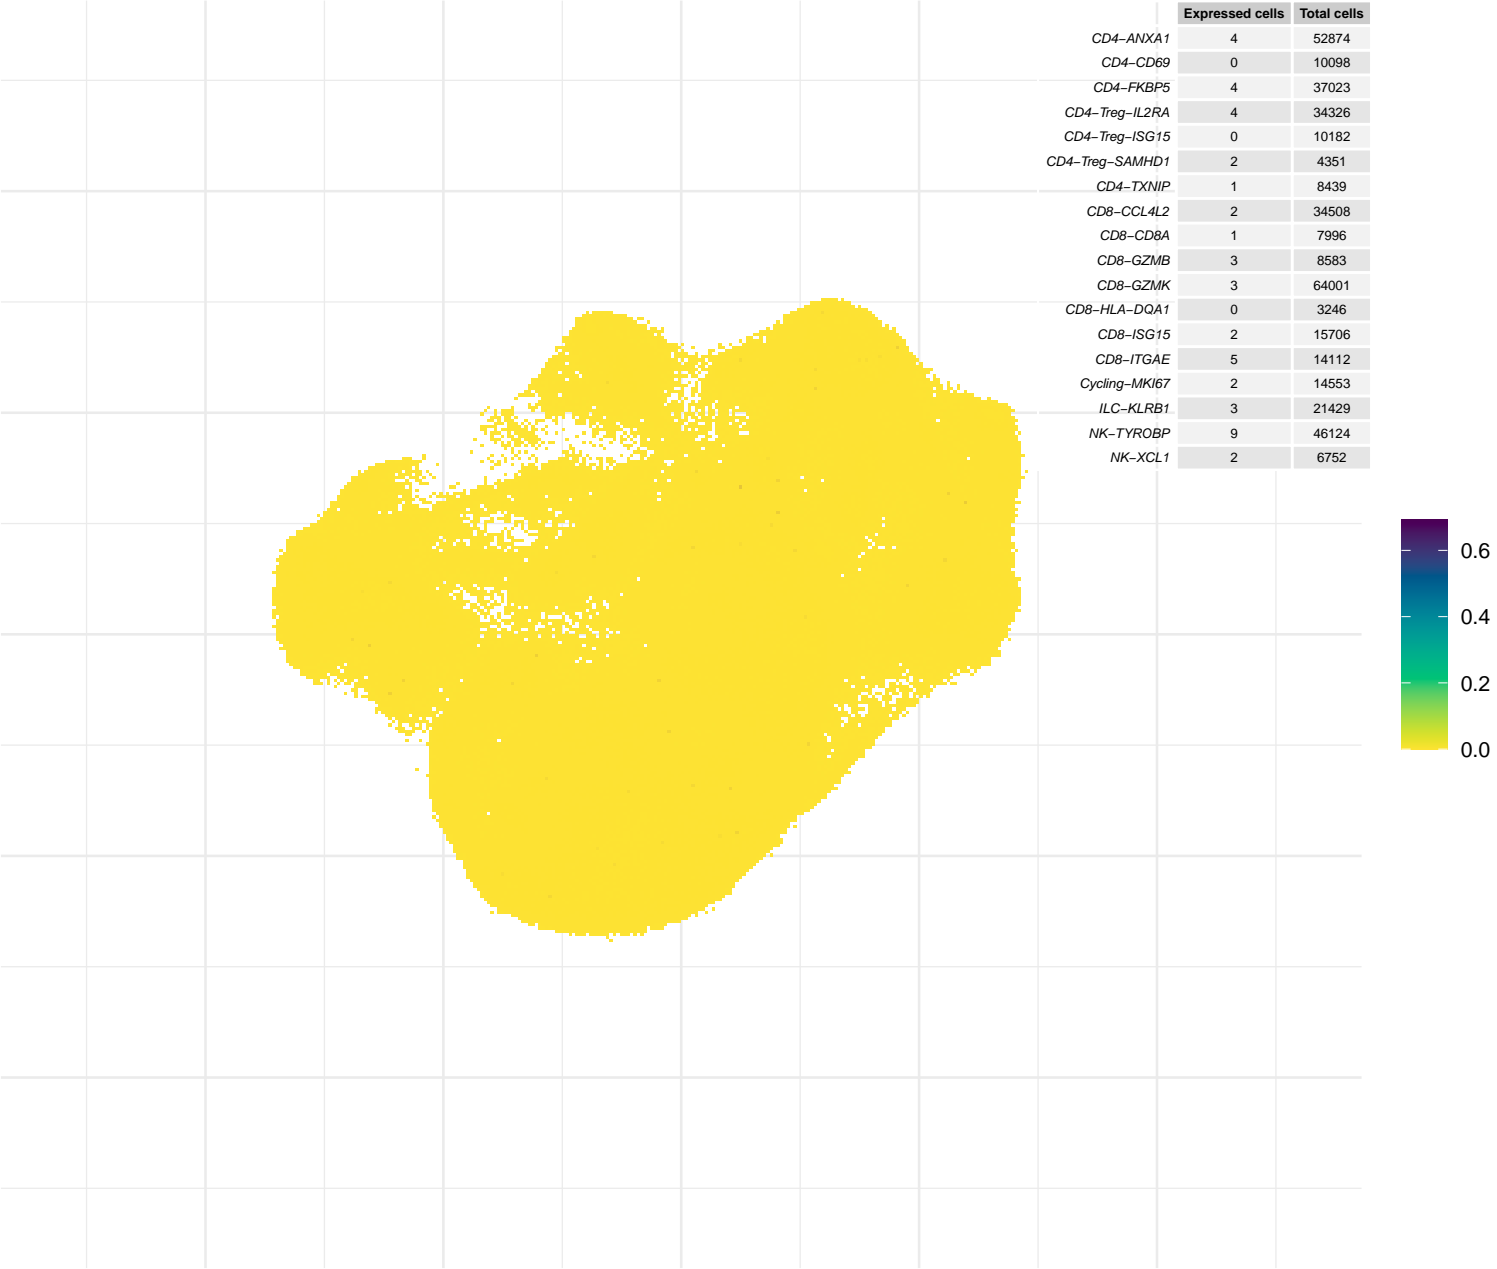 Expressed cells Total cells
CD4−ANXA1 4 52874
CD4−CD69 0 10098
CD4−FKBP5 4 37023
CD4−Treg−IL2RA 4 34326
CD4−Treg−ISG15 0 10182
CD4−Treg−SAMHD1 2 4351
CD4−TXNIP 1 8439
CD8−CCL4L2 2 34508
CD8−CD8A 1 7996
CD8−GZMB 3 8583
CD8−GZMK 3 64001
CD8−HLA−DQA1 0 3246
CD8−ISG15 2 15706
CD8−ITGAE 5 14112
Cycling−MKI67 2 14553
ILC−KLRB1 3 21429
NK−TYROBP 9 46124
NK−XCL1 2 6752
0.6
0.4
0.2
0.0